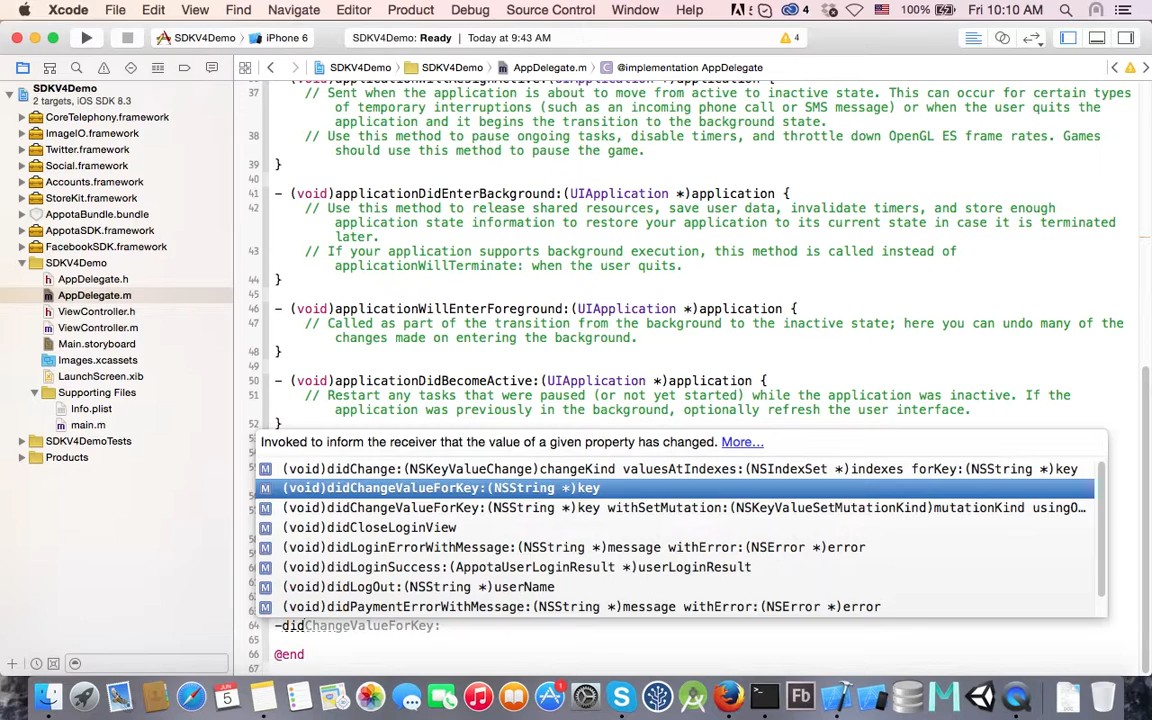 Xcode File Edit View Find Navigate Editor Product Debug Source Control Window Help 4 100% Fri 10:10 AM
SDKV4Demo iPhone 6 SDKV4Demo: Ready | Today at 9:43 AM 4
SDKV4Demo SDKV4Demo AppDelegate.m @implementation AppDelegate
SDKV4Demo
2 targets, iOS SDK 8.3
CoreTelephony.framework
ImageIO.framework
Twitter.framework
Social.framework
Accounts.framework
StoreKit.framework
AppotaBundle.bundle
AppotaSDK.framework
FacebookSDK.framework
SDKV4Demo
AppDelegate.h
AppDelegate.m
ViewController.h
ViewController.m
Main.storyboard
Images.xcassets
LaunchScreen.xib
Supporting Files
Info.plist
main.m
SDKV4DemoTests
Products
- (void)applicationWillResignActive:(UIApplication *)application {
37 // Sent when the application is about to move from active to inactive state. This can occur for certain types
of temporary interruptions (such as an incoming phone call or SMS message) or when the user quits the
application and it begins the transition to the background state.
38 // Use this method to pause ongoing tasks, disable timers, and throttle down OpenGL ES frame rates. Games
should use this method to pause the game.
39 }
40
41 - (void)applicationDidEnterBackground:(UIApplication *)application {
42 // Use this method to release shared resources, save user data, invalidate timers, and store enough
application state information to restore your application to its current state in case it is terminated
later.
43 // If your application supports background execution, this method is called instead of
applicationWillTerminate: when the user quits.
44 }
45
46 - (void)applicationWillEnterForeground:(UIApplication *)application {
47 // Called as part of the transition from the background to the inactive state; here you can undo many of the
changes made on entering the background.
48 }
49
50 - (void)applicationDidBecomeActive:(UIApplication *)application {
51 // Restart any tasks that were paused (or not yet started) while the application was inactive. If the
application was previously in the background, optionally refresh the user interface.
52 }
Invoked to inform the receiver that the value of a given property has changed. More...
M (void)didChange:(NSKeyValueChange)changeKind valuesAtIndexes:(NSIndexSet *)indexes forKey:(NSString *)key
M (void)didChangeValueForKey:(NSString *)key
M (void)didChangeValueForKey:(NSString *)key withSetMutation:(NSKeyValueSetMutationKind)mutationKind usingO…
M (void)didCloseLoginView
M (void)didLoginErrorWithMessage:(NSString *)message withError:(NSError *)error
M (void)didLoginSuccess:(AppotaUserLoginResult *)userLoginResult
M (void)didLogOut:(NSString *)userName
M (void)didPaymentErrorWithMessage:(NSString *)message withError:(NSError *)error
64 -didChangeValueForKey:
65
66 @end
67
JUN
5
1
Fb
M